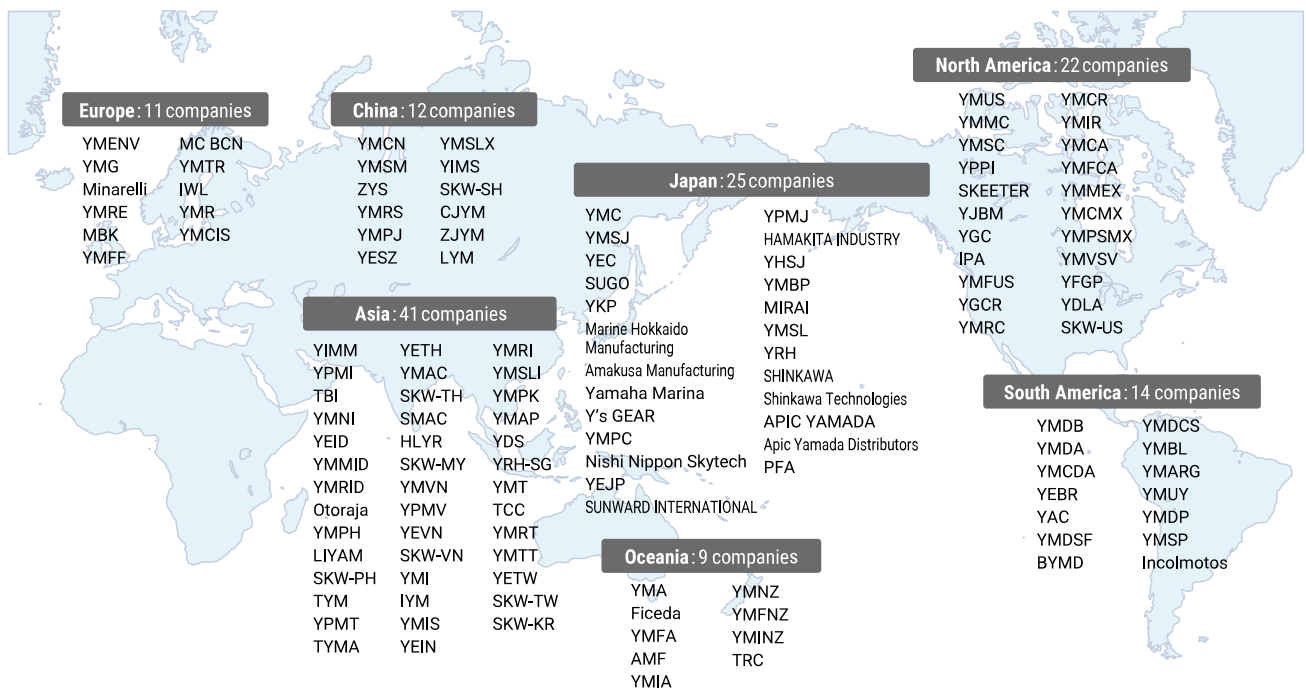 Europe: 11 companies
YMENV
YMG
Minarelli
YMRE
MBK
YMFF
MC BCN
YMTR
IWL
YMR
YMCIS
China: 12 companies
YMCN
YMSM
ZYS
YMRS
YMPJ
YESZ
YMSLX
YIMS
SKW-SH
CJYM
ZJYM
LYM
Asia: 41 companies
YIMM
YPMI
TBI
YMNI
YEID
YMMID
YMRID
Otoraja
YMPH
LIYAM
SKW-PH
TYM
YPMT
TYMA
YETH
YMAC
SKW-TH
SMAC
HLYR
SKW-MY
YMVN
YPMV
YEVN
SKW-VN
YMI
IYM
YMIS
YEIN
YMRI
YMSLI
YMPK
YMAP
YDS
YRH-SG
YMT
TCC
YMRT
YMTT
YETW
SKW-TW
SKW-KR
Japan: 25 companies
YMC
YMSJ
YEC
SUGO
YKP
Marine Hokkaido
Manufacturing
Amakusa Manufacturing
Yamaha Marina
Y's GEAR
YMPC
Nishi Nippon Skytech
YEJP
SUNWARD INTERNATIONAL
YPMJ
HAMAKITA INDUSTRY
YHSJ
YMBP
MIRAI
YMSL
YRH
SHINKAWA
Shinkawa Technologies
APIC YAMADA
Apic Yamada Distributors
PFA
Oceania: 9 companies
YMA
Ficeda
YMFA
AMF
YMIA
YMNZ
YMFNZ
YMINZ
TRC
North America: 22 companies
YMUS
YMMC
YMSC
YPPI
SKEETER
YJBM
YGC
IPA
YMFUS
YGCR
YMRC
YMCR
YMIR
YMCA
YMFCA
YMMEX
YMCMX
YMPSMX
YMVSV
YFGP
YDLA
SKW-US
South America: 14 companies
YMDB
YMDA
YMCDA
YEBR
YAC
YMDSF
BYMD
YMDCS
YMBL
YMARG
YMUY
YMDP
YMSP
Incolmotos